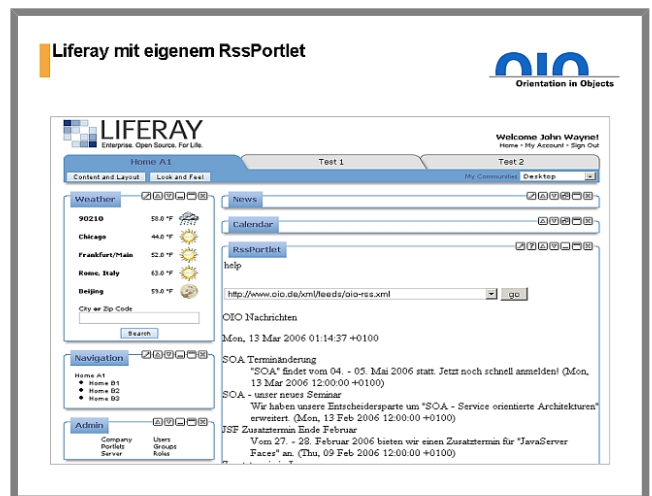 Liferay mit eigenem RssPortlet
OIO
Orientation in Objects
LIFERAY
Enterprise. Open Source. For Life.
Welcome John Wayne!
Home - My Account - Sign Out
Home A1
Test 1
Test 2
Content and Layout
Look and Feel
My Communities
Desktop
Weather
90210 58.0 °F
Chicago 44.0 °F
Frankfurt/Main 52.0 °F
Rome, Italy 63.0 °F
Beijing 59.0 °F
City or Zip Code
Search
Navigation
Home A1
Home B1
Home B2
Home B3
Admin
Company Users
Portlets Groups
Server Roles
News
Calendar
RssPortlet
help
http://www.oio.de/xml/feeds/oio-rss.xml
go
OIO Nachrichten
Mon, 13 Mar 2006 01:14:37 +0100
SOA Terminänderung
"SOA" findet vom 04. - 05. Mai 2006 statt. Jetzt noch schnell anmelden! (Mon,
13 Mar 2006 12:00:00 +0100)
SOA - unser neues Seminar
Wir haben unsere Entscheidersparte um "SOA - Service orientierte Architekturen"
erweitert. (Mon, 13 Feb 2006 12:00:00 +0100)
JSF Zusatztermin Ende Februar
Vom 27. - 28. Februar 2006 bieten wir einen Zusatztermin für "JavaServer
Faces" an. (Thu, 09 Feb 2006 12:00:00 +0100)